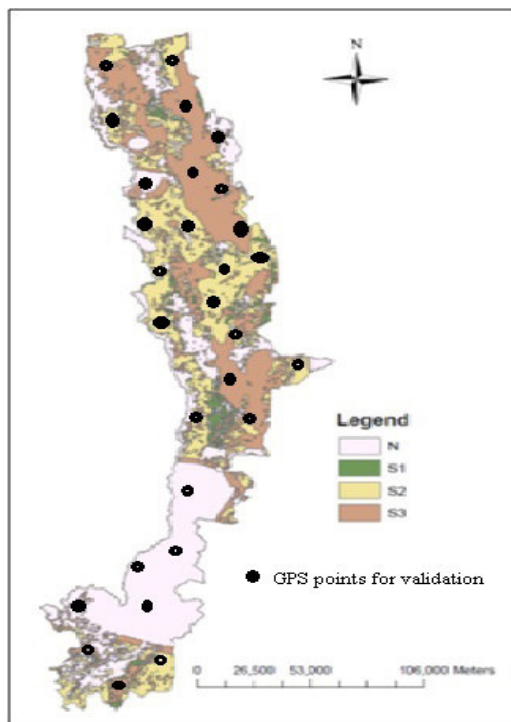 N
Legend
N
S1
S2
S3
GPS points for validation
0 26,500 53,000 106,000 Meters